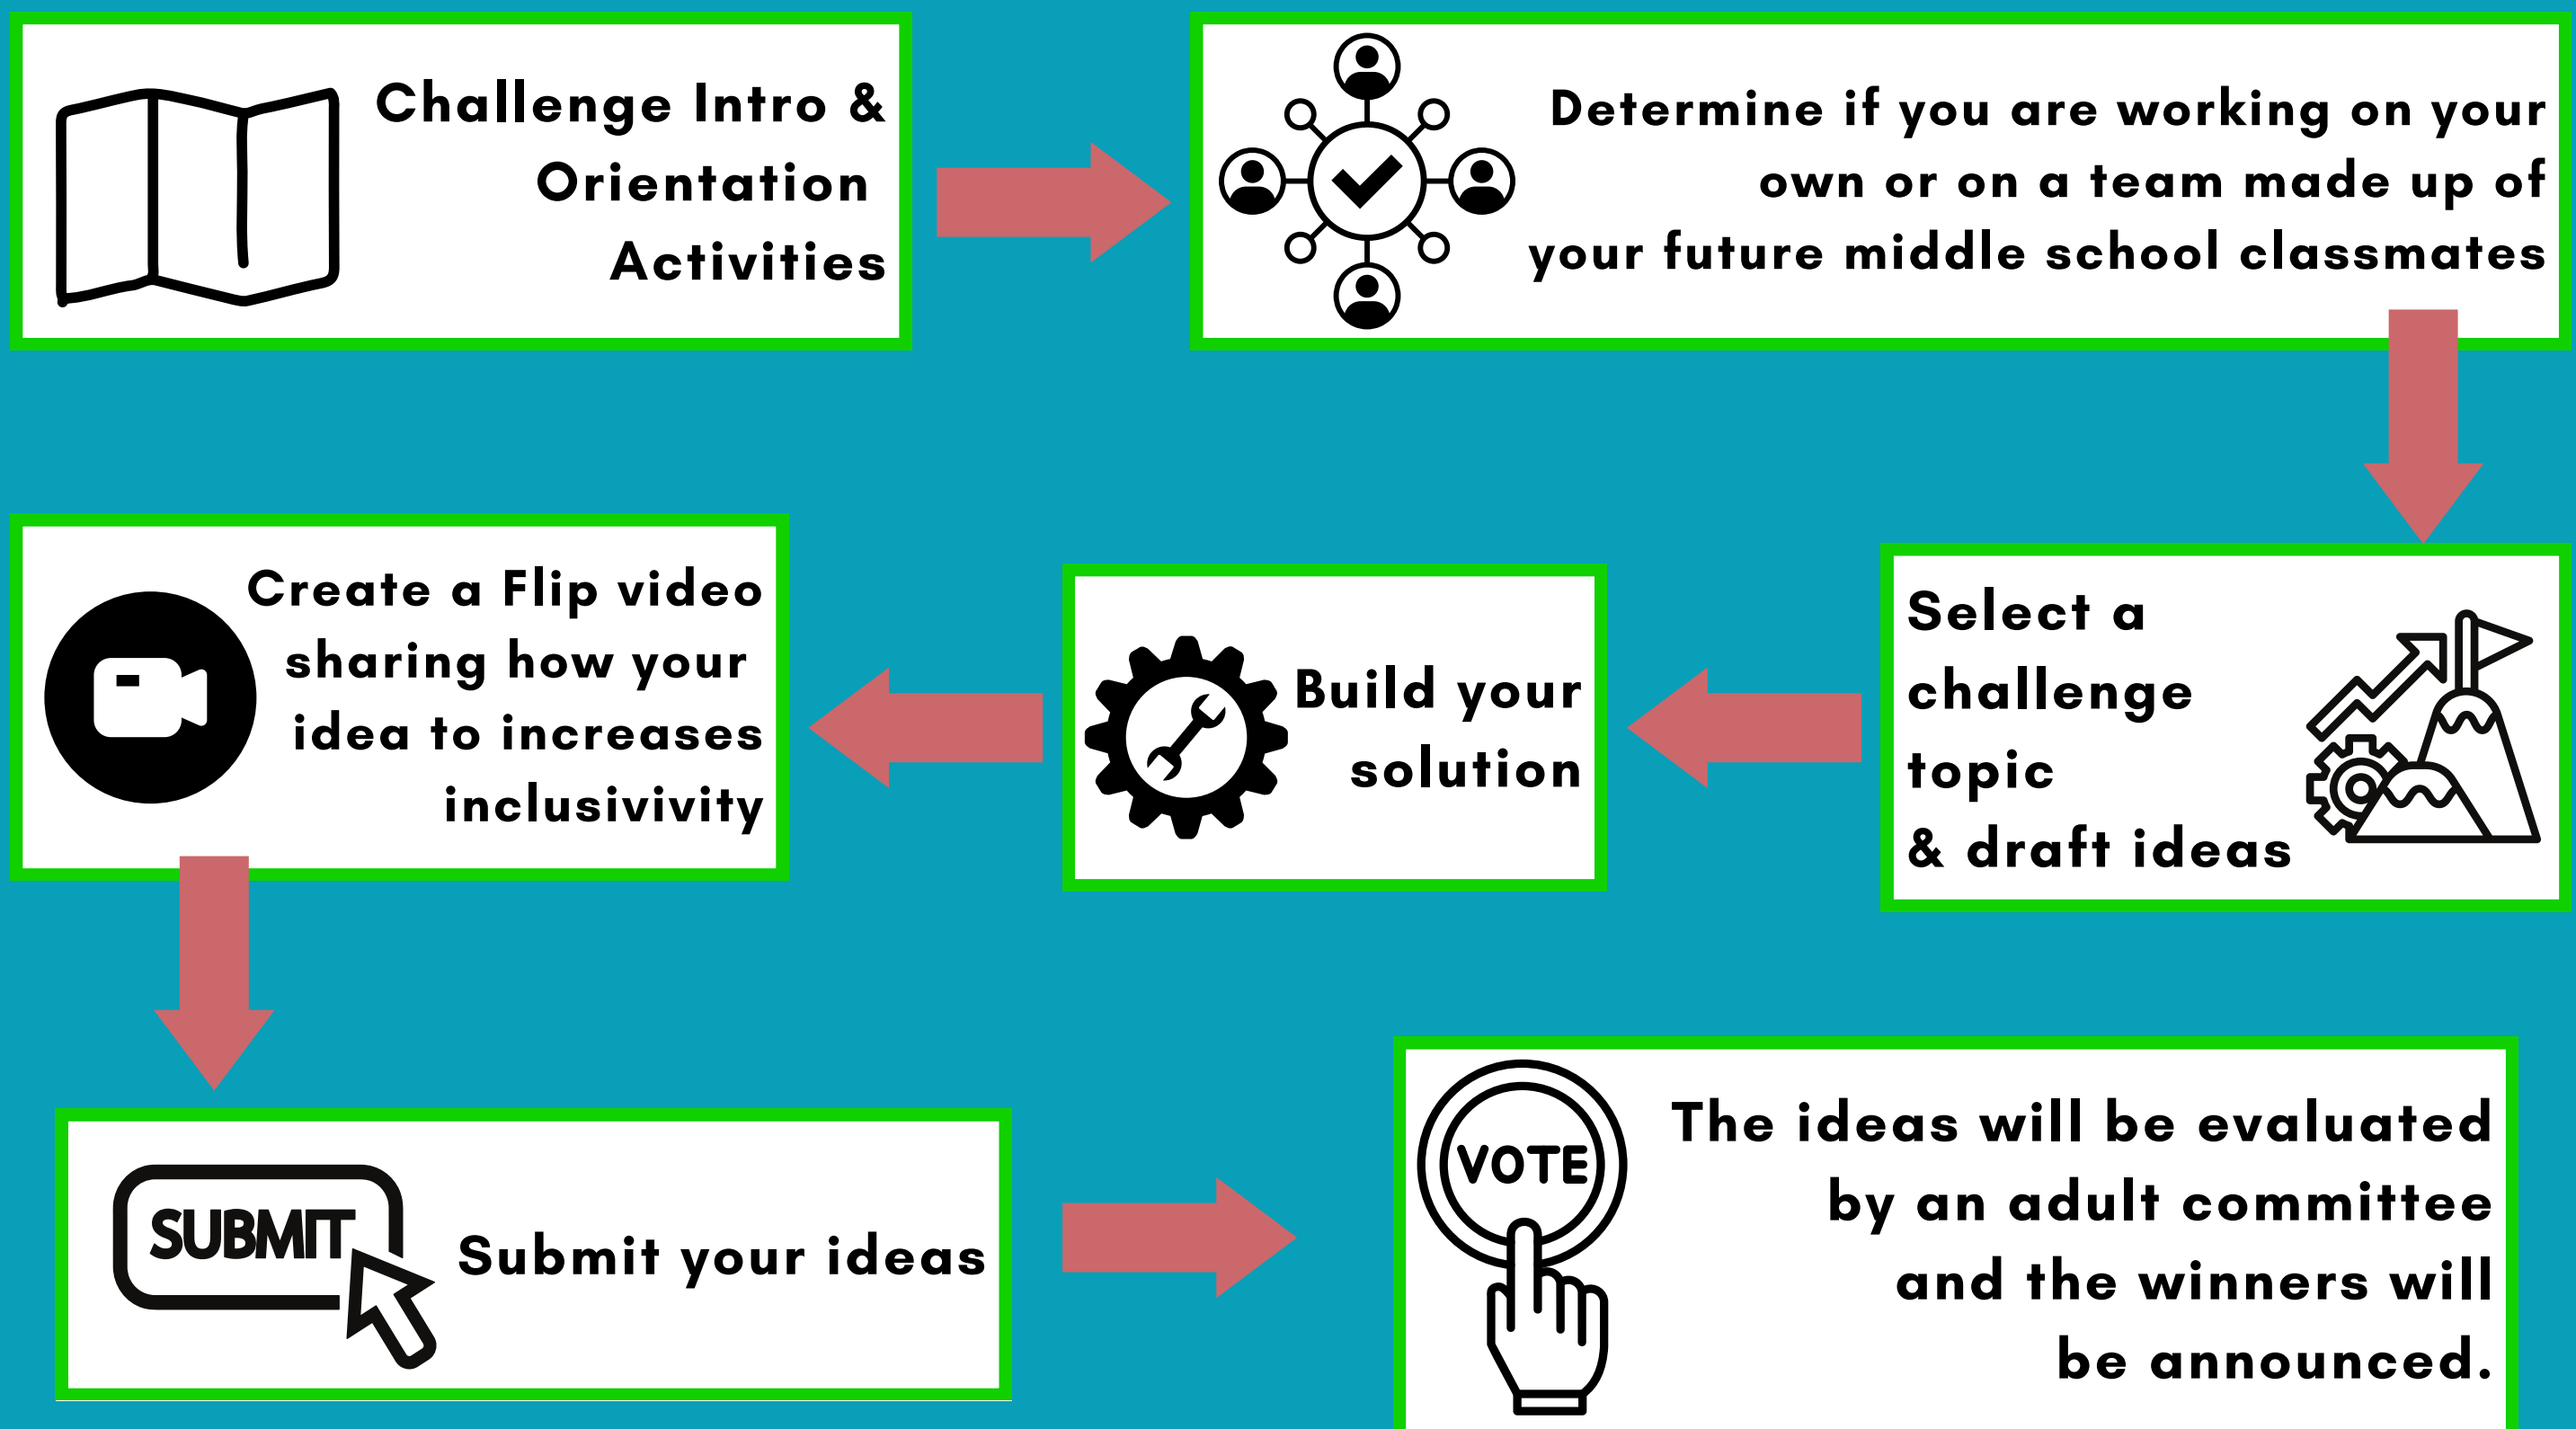 Challenge Intro &
Orientation
Activities
Determine if you are working on your
own or on a team made up of
your future middle school classmates
Select a
challenge
topic
& draft ideas
Build your
solution
Create a Flip video
sharing how your
idea to increases
inclusivivity
SUBMIT
Submit your ideas
VOTE
The ideas will be evaluated
by an adult committee
and the winners will
be announced.